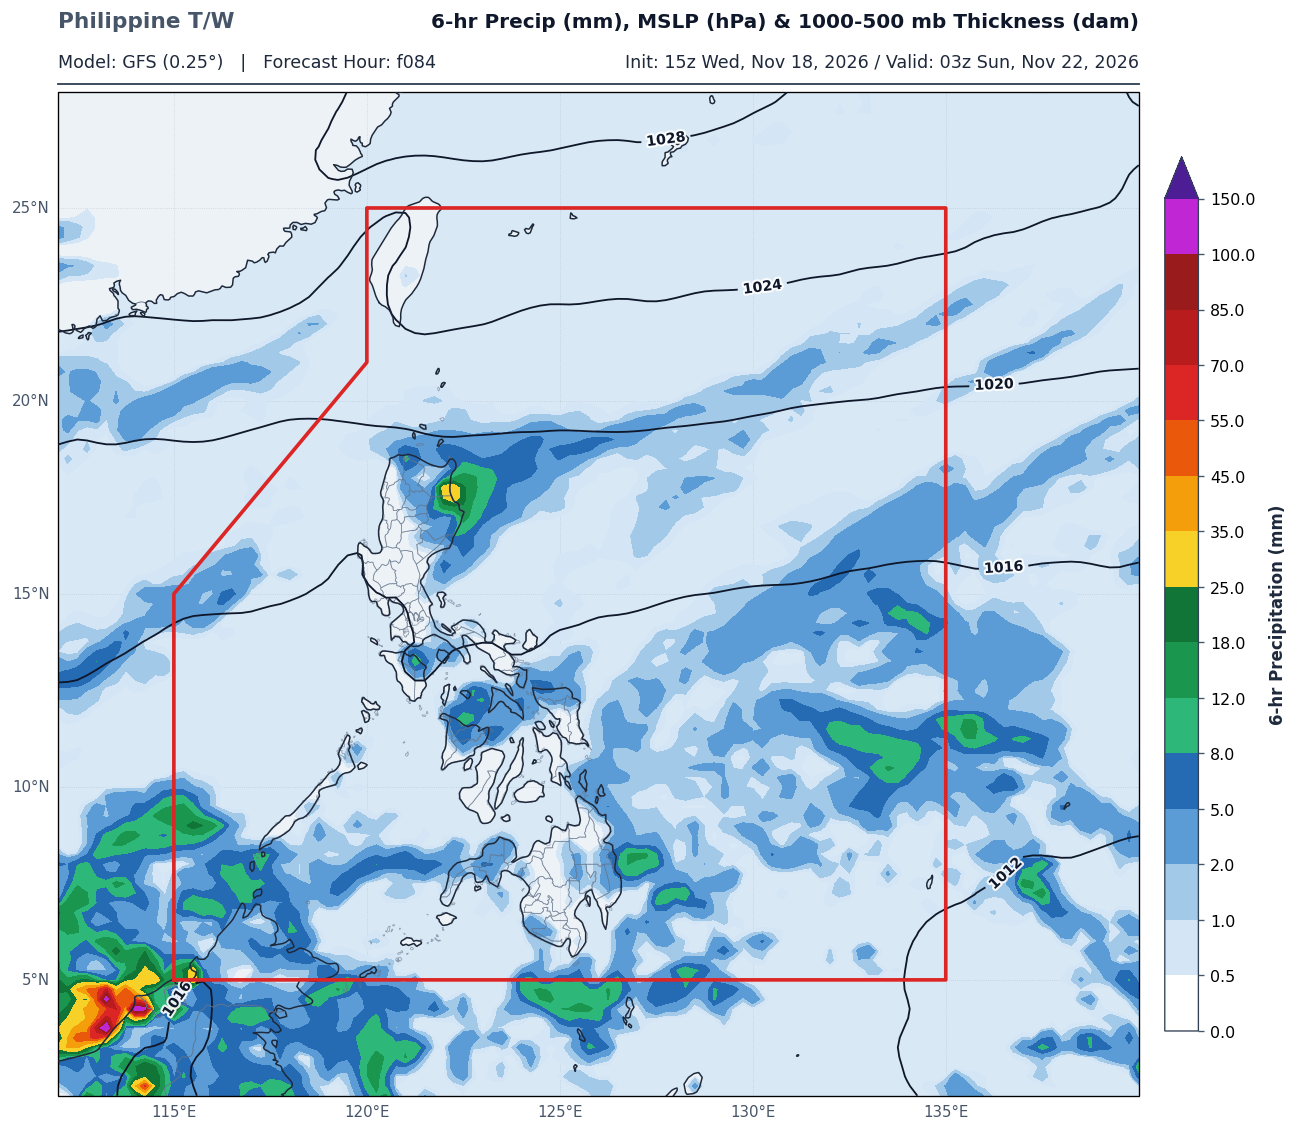 Philippine T/W
6-hr Precip (mm), MSLP (hPa) & 1000-500 mb Thickness (dam)
Model: GFS (0.25°) | Forecast Hour: f084
Init: 15z Wed, Nov 18, 2026 / Valid: 03z Sun, Nov 22, 2026
1028
1024
1020
1016
1012
1016
25°N
20°N
15°N
10°N
5°N
115°E
120°E
125°E
130°E
135°E
150.0
100.0
85.0
70.0
55.0
45.0
35.0
25.0
18.0
12.0
8.0
5.0
2.0
1.0
0.5
0.0
6-hr Precipitation (mm)